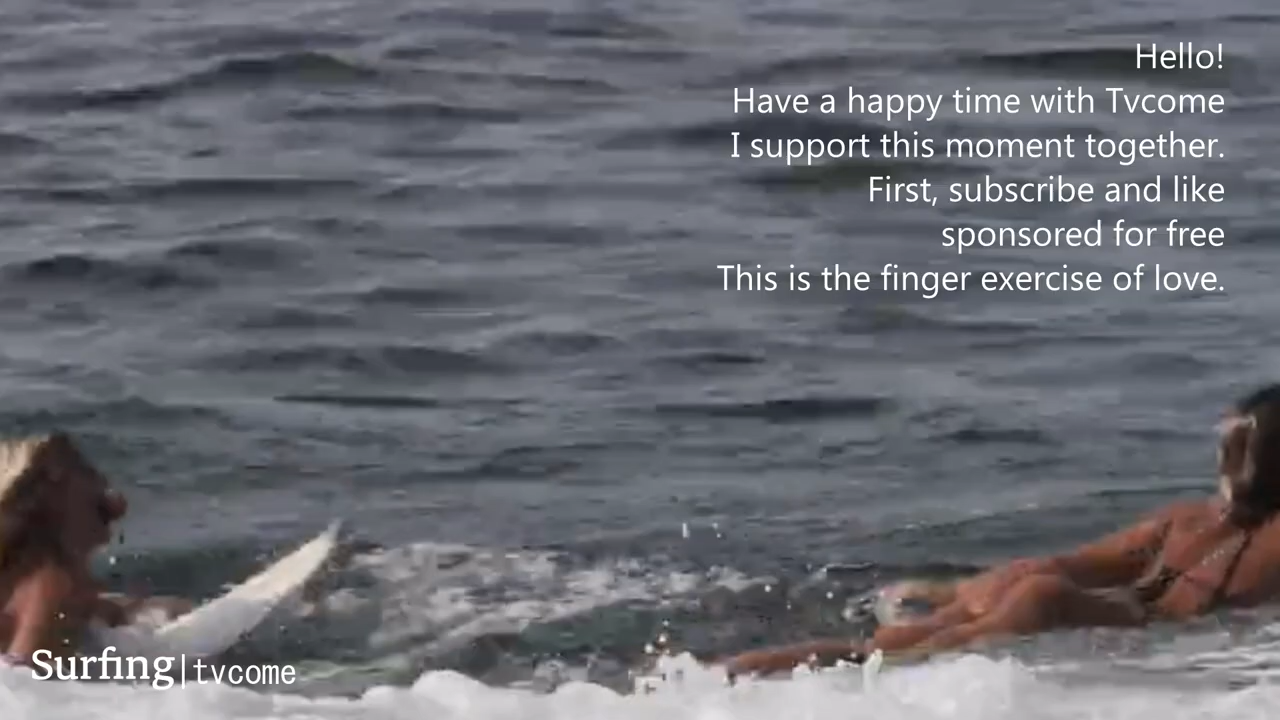 Hello!
Have a happy time with Tvcome
I support this moment together.
First, subscribe and like
sponsored for free
This is the finger exercise of love.
Surfing|tvcome